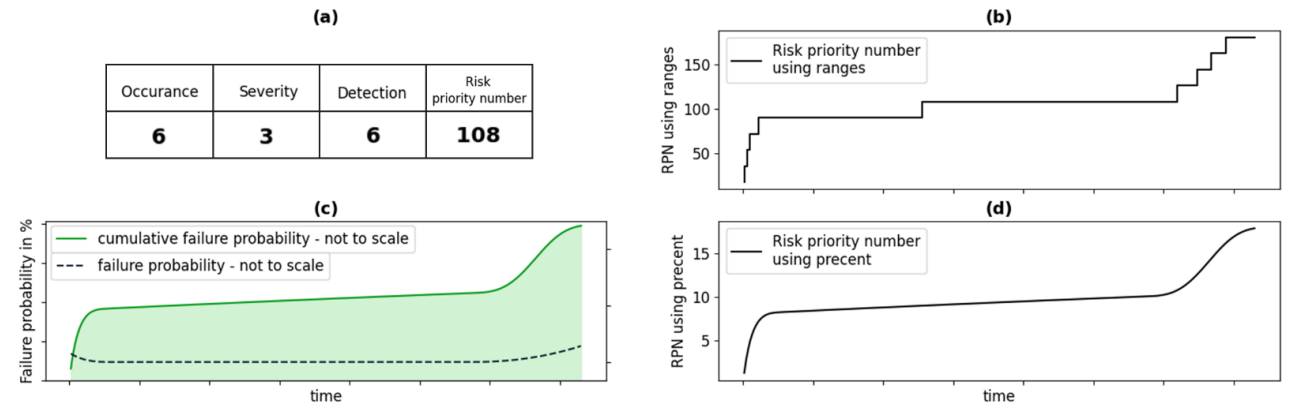 (a)
Occurance Severity Detection Risk
priority number
6 3 6 108
(b)
RPN using ranges
150
100
50
Risk priority number
using ranges
(c)
Failure probability in %
cumulative failure probability - not to scale
failure probability - not to scale
time
(d)
RPN using precent
15
10
5
Risk priority number
using precent
time